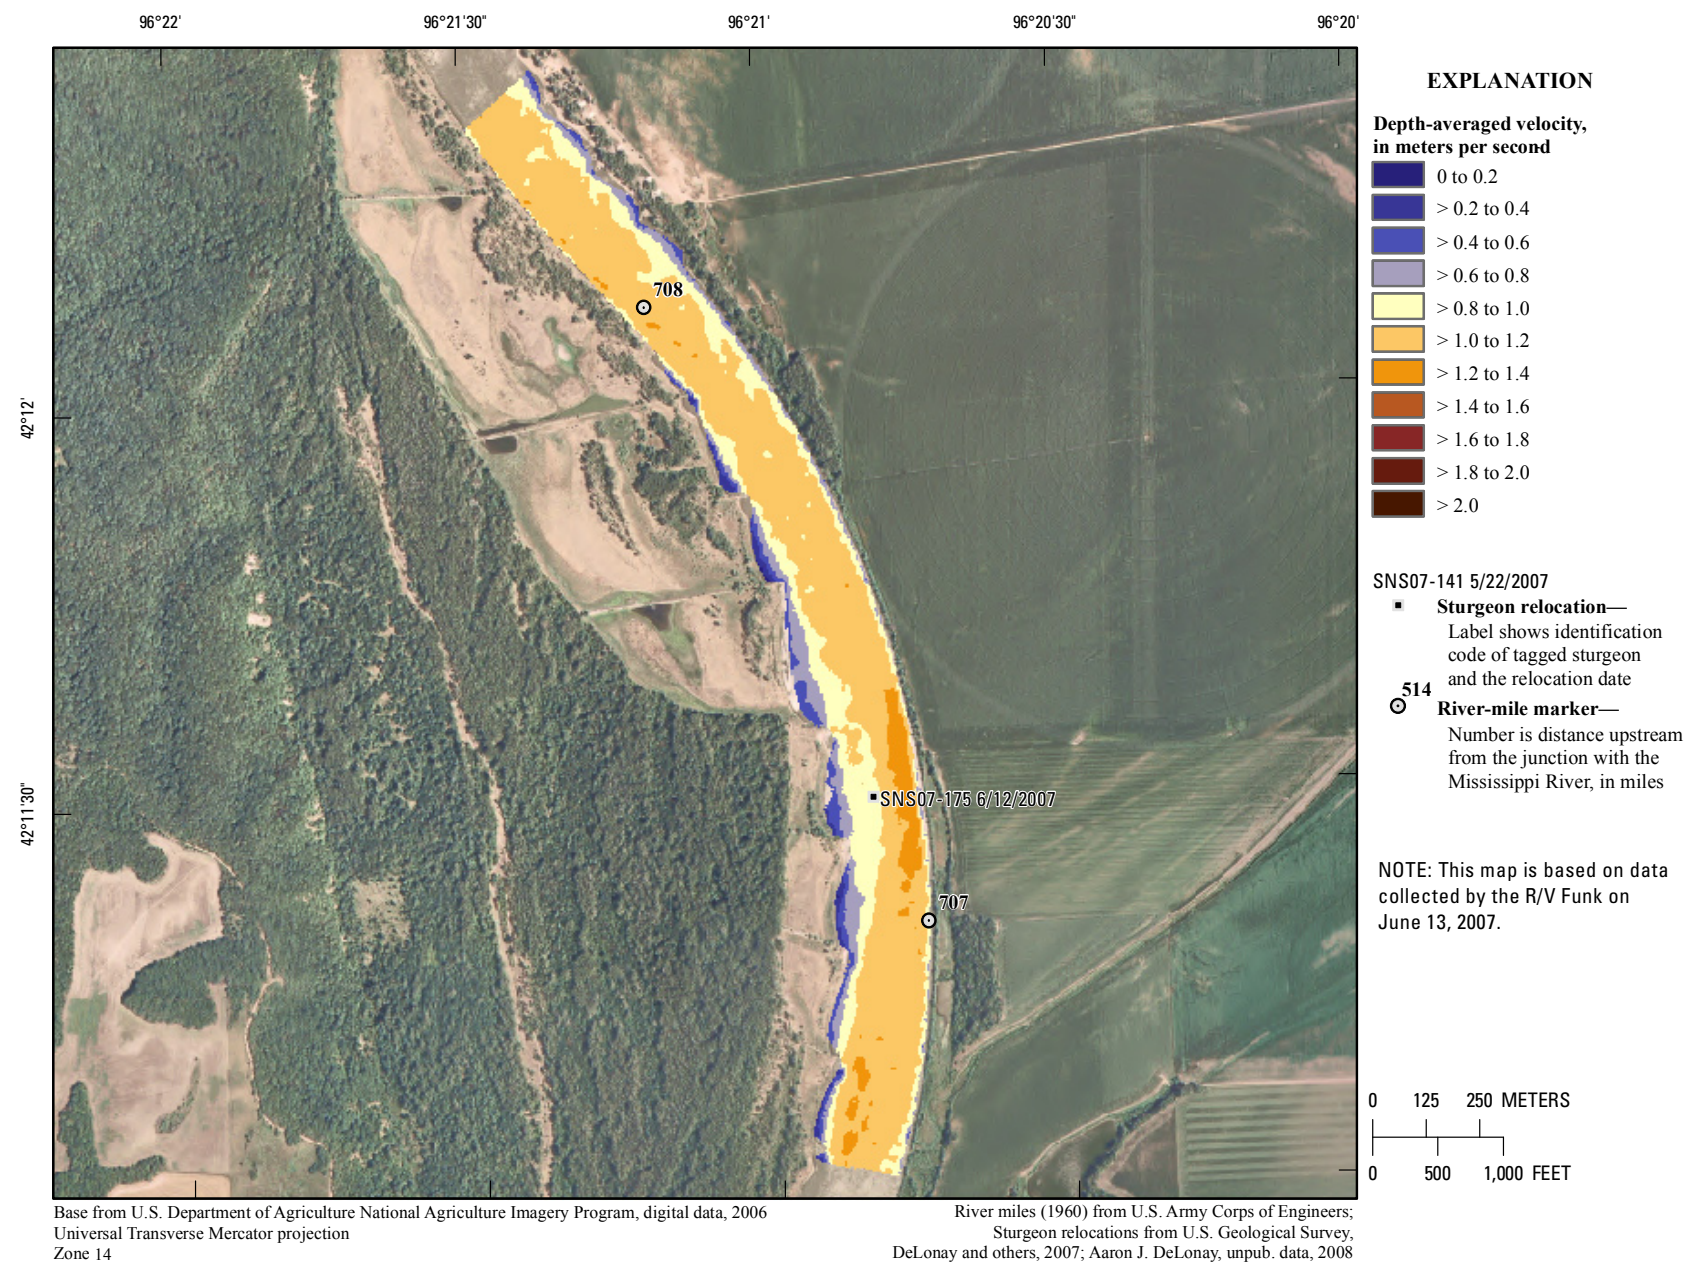 96°22'
96°21'30"
96°21'
96°20'30"
96°20'
42°12'
42°11'30"
708
SNS07-175 6/12/2007
707
EXPLANATION
Depth-averaged velocity,
in meters per second
0 to 0.2
> 0.2 to 0.4
> 0.4 to 0.6
> 0.6 to 0.8
> 0.8 to 1.0
> 1.0 to 1.2
> 1.2 to 1.4
> 1.4 to 1.6
> 1.6 to 1.8
> 1.8 to 2.0
> 2.0
SNS07-141 5/22/2007
Sturgeon relocation—
Label shows identification
code of tagged sturgeon
and the relocation date
514
River-mile marker—
Number is distance upstream
from the junction with the
Mississippi River, in miles
NOTE: This map is based on data
collected by the R/V Funk on
June 13, 2007.
0 125 250 METERS
0 500 1,000 FEET
Base from U.S. Department of Agriculture National Agriculture Imagery Program, digital data, 2006
Universal Transverse Mercator projection
Zone 14
River miles (1960) from U.S. Army Corps of Engineers;
Sturgeon relocations from U.S. Geological Survey,
DeLonay and others, 2007; Aaron J. DeLonay, unpub. data, 2008